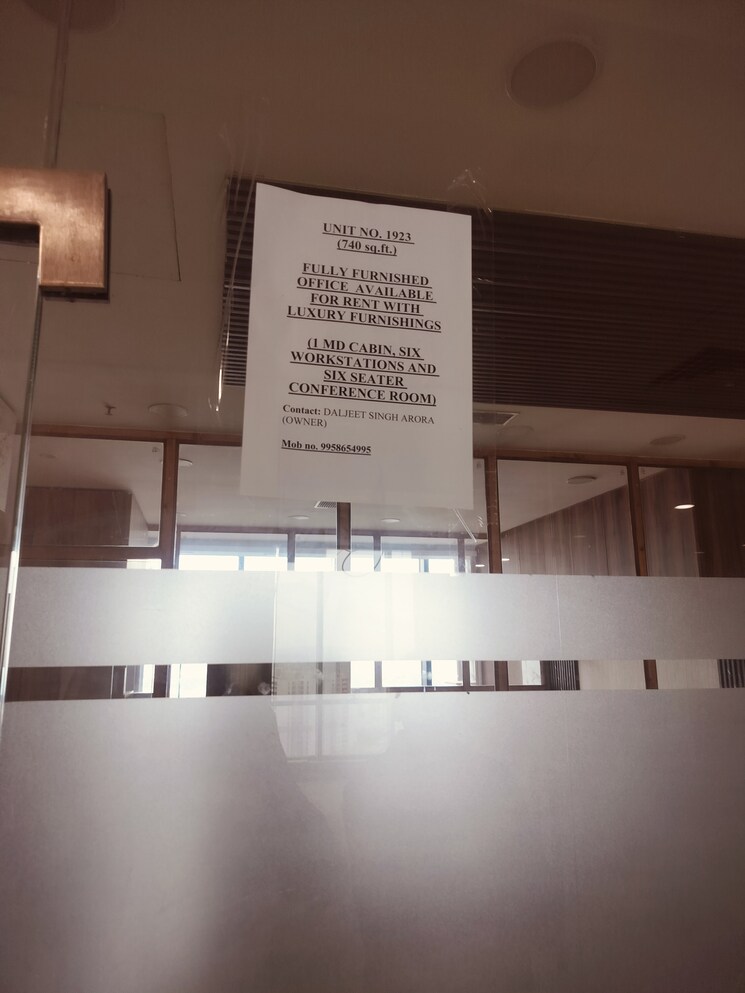 UNIT NO. 1923
(740 sq.ft.)
FULLY FURNISHED
OFFICE AVAILABLE
FOR RENT WITH
LUXURY FURNISHINGS
(1 MD CABIN, SIX
WORKSTATIONS AND
SIX SEATER
CONFERENCE ROOM)
Contact: DALJEET SINGH ARORA
(OWNER)
Mob no. 9958654995